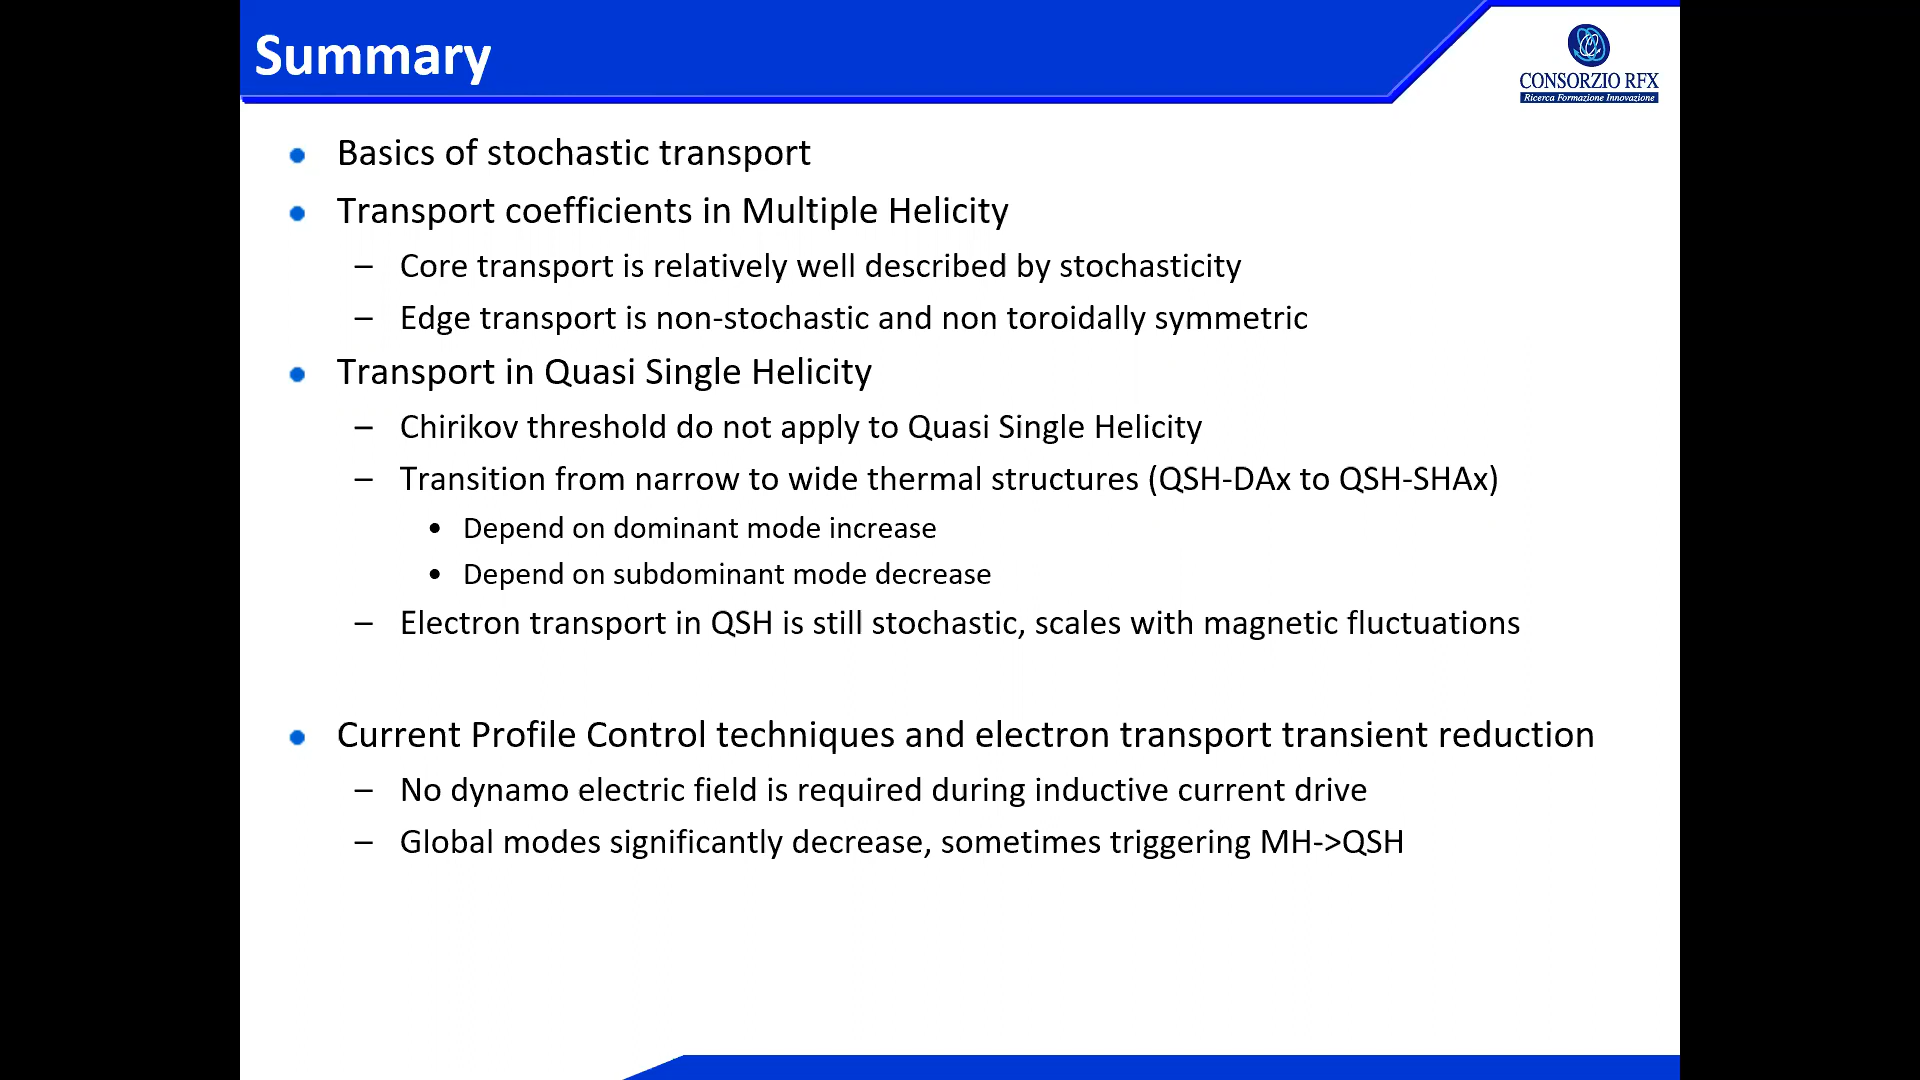 Summary
CONSORZIO RFX
Ricerca Formazione Innovazione
Basics of stochastic transport
Transport coefficients in Multiple Helicity
– Core transport is relatively well described by stochasticity
– Edge transport is non-stochastic and non toroidally symmetric
Transport in Quasi Single Helicity
– Chirikov threshold do not apply to Quasi Single Helicity
– Transition from narrow to wide thermal structures (QSH-DAx to QSH-SHAx)
• Depend on dominant mode increase
• Depend on subdominant mode decrease
– Electron transport in QSH is still stochastic, scales with magnetic fluctuations
Current Profile Control techniques and electron transport transient reduction
– No dynamo electric field is required during inductive current drive
– Global modes significantly decrease, sometimes triggering MH->QSH